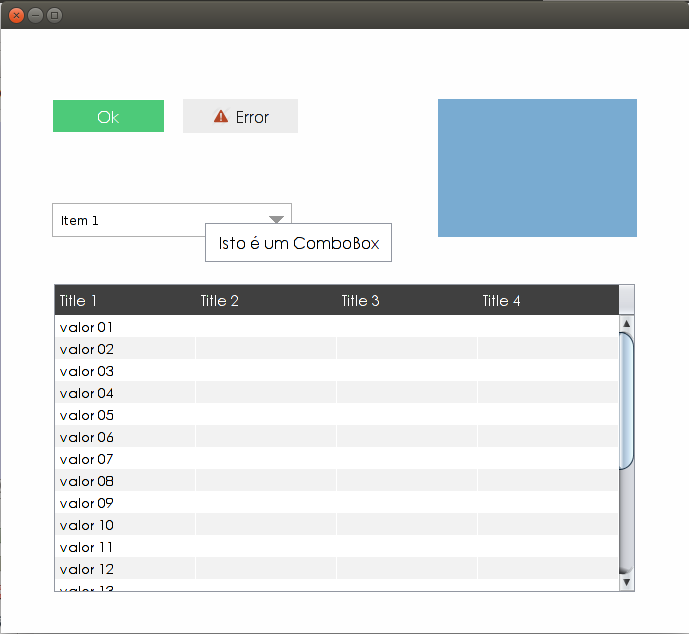 Ok
Error
Item 1
Isto é um ComboBox
Title 1 Title 2 Title 3 Title 4
valor 01
valor 02
valor 03
valor 04
valor 05
valor 06
valor 07
valor 08
valor 09
valor 10
valor 11
valor 12
valor 13